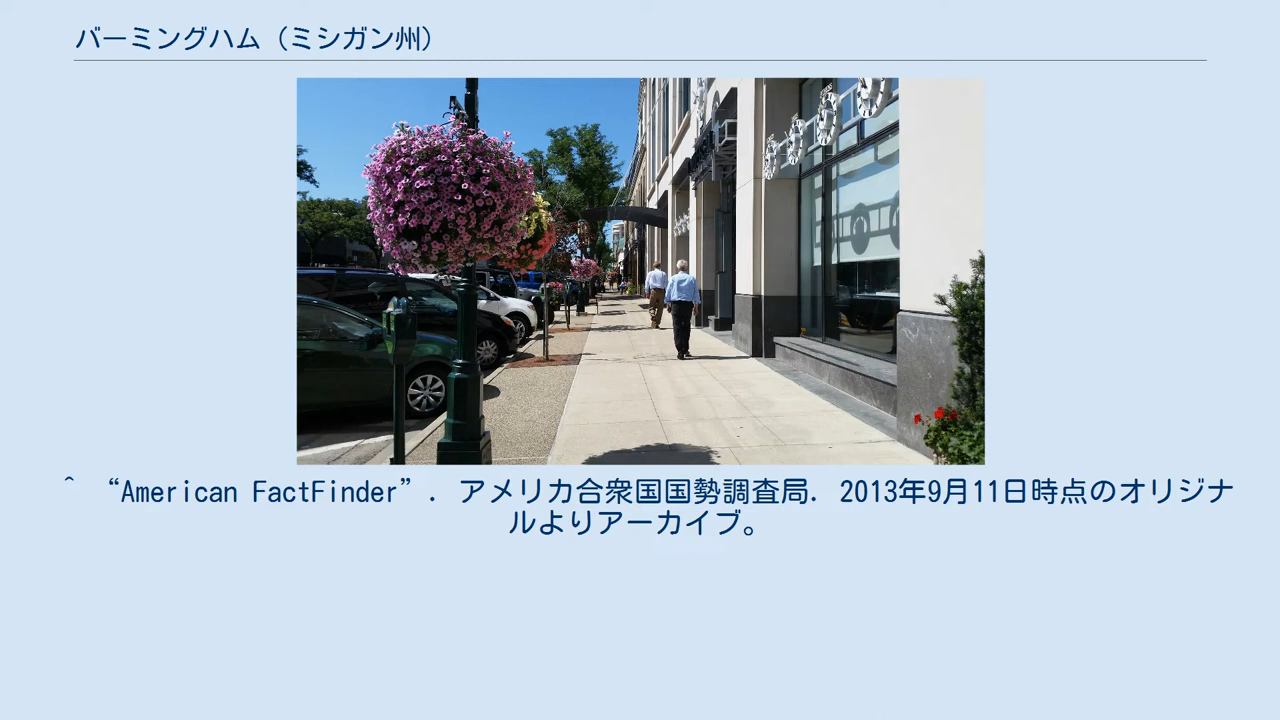 バーミングハム（ミシガン州）
^ “American FactFinder”. アメリカ合衆国国勢調査局. 2013年9月11日時点のオリジナ
ルよりアーカイブ。